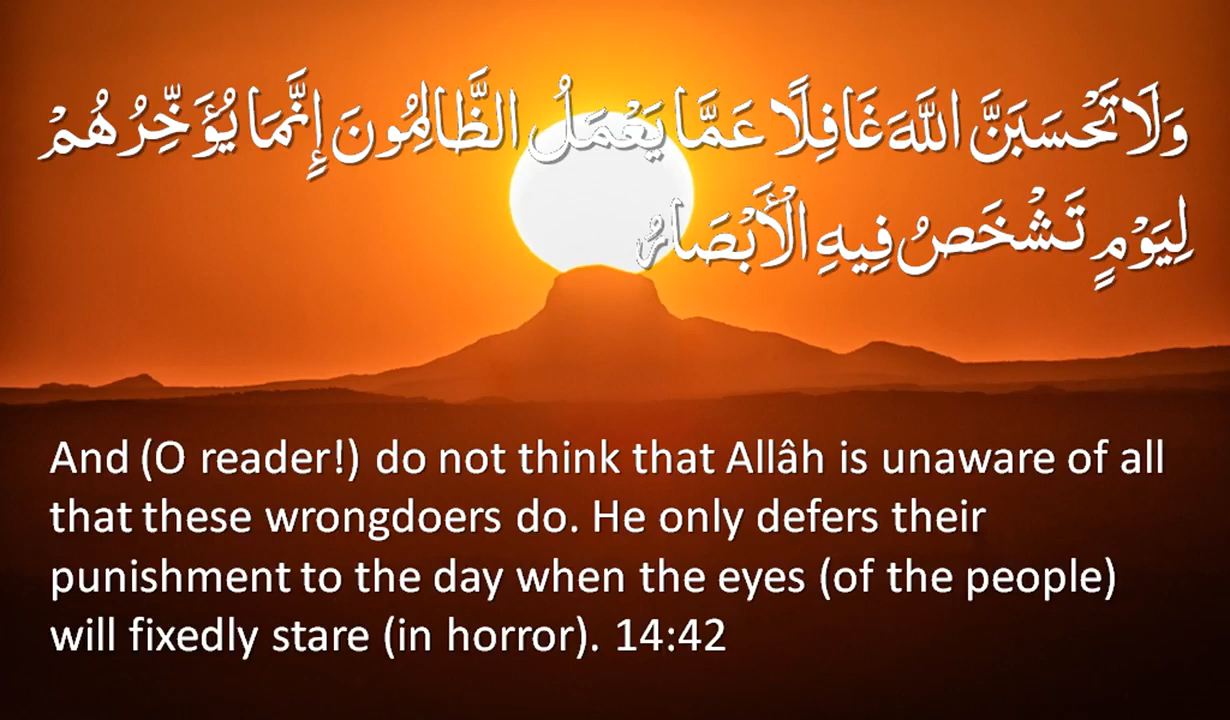 وَلَا تَحْسَبَنَّ اللَّهَ غَافِلًا عَمَّا يَعْمَلُ الظَّالِمُونَ إِنَّمَا يُؤَخِّرُهُمْ
لِيَوْمٍ تَشْخَصُ فِيهِ الْأَبْصَارُ
And (O reader!) do not think that Allâh is unaware of all
that these wrongdoers do. He only defers their
punishment to the day when the eyes (of the people)
will fixedly stare (in horror). 14:42